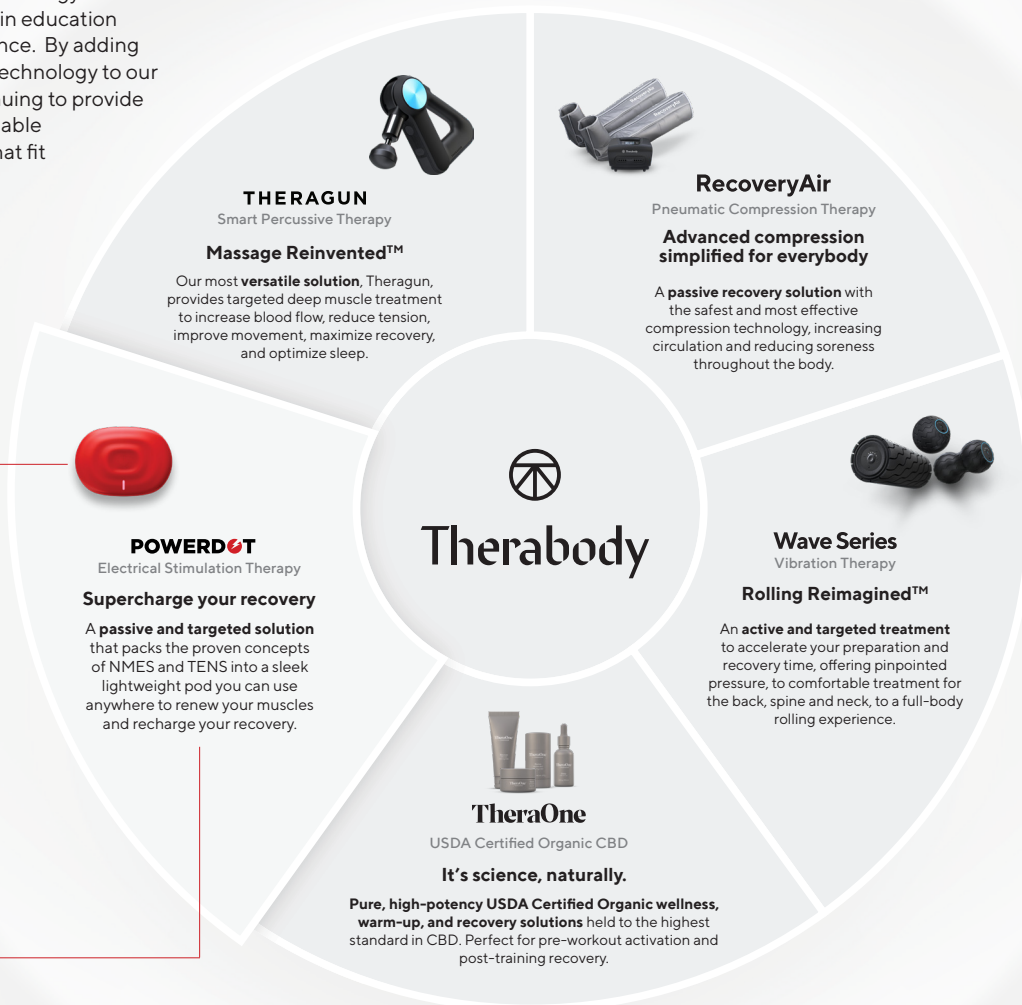 in education
nce. By adding
echnology to our
uing to provide
able
at fit
THERAGUN
Smart Percussive Therapy
Massage Reinvented™
Our most versatile solution, Theragun,
provides targeted deep muscle treatment
to increase blood flow, reduce tension,
improve movement, maximize recovery,
and optimize sleep.
RecoveryAir
Pneumatic Compression Therapy
Advanced compression
simplified for everybody
A passive recovery solution with
the safest and most effective
compression technology, increasing
circulation and reducing soreness
throughout the body.
POWERDOT
Electrical Stimulation Therapy
Supercharge your recovery
A passive and targeted solution
that packs the proven concepts
of NMES and TENS into a sleek
lightweight pod you can use
anywhere to renew your muscles
and recharge your recovery.
Therabody
Wave Series
Vibration Therapy
Rolling Reimagined™
An active and targeted treatment
to accelerate your preparation and
recovery time, offering pinpointed
pressure, to comfortable treatment for
the back, spine and neck, to a full-body
rolling experience.
TheraOne
USDA Certified Organic CBD
It's science, naturally.
Pure, high-potency USDA Certified Organic wellness,
warm-up, and recovery solutions held to the highest
standard in CBD. Perfect for pre-workout activation and
post-training recovery.